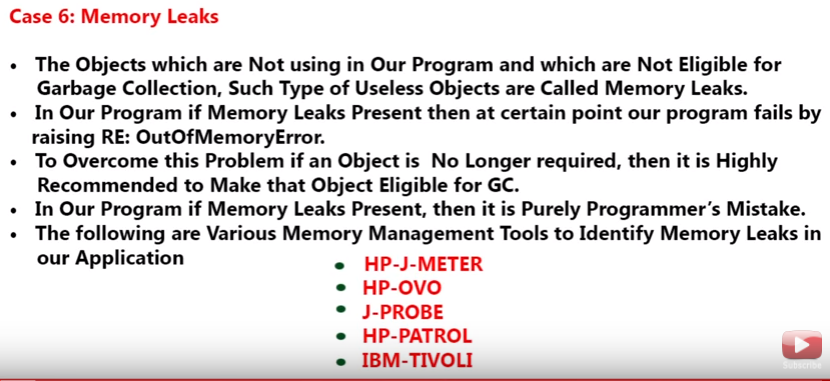 Case 6: Memory Leaks
• The Objects which are Not using in Our Program and which are Not Eligible for
Garbage Collection, Such Type of Useless Objects are Called Memory Leaks.
• In Our Program if Memory Leaks Present then at certain point our program fails by
raising RE: OutOfMemoryError.
• To Overcome this Problem if an Object is No Longer required, then it is Highly
Recommended to Make that Object Eligible for GC.
• In Our Program if Memory Leaks Present, then it is Purely Programmer's Mistake.
• The following are Various Memory Management Tools to Identify Memory Leaks in
our Application
• HP-J-METER
• HP-OVO
• J-PROBE
• HP-PATROL
• IBM-TIVOLI
Subscribe